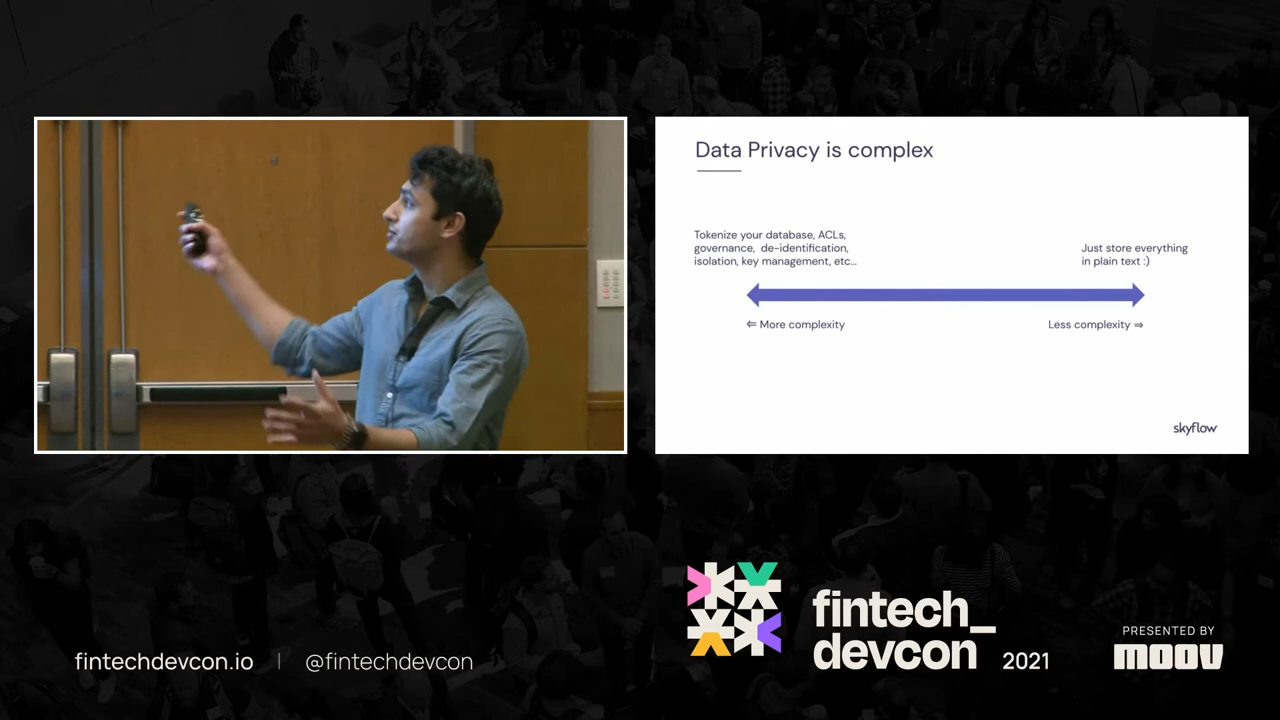 Data Privacy is complex
Tokenize your database, ACLs,
governance, de-identification,
isolation, key management, etc...
Just store everything
in plain text :)
⇐ More complexity
Less complexity ⇒
skyflow
fintechdevcon.io | @fintechdevcon
fintech_
devcon 2021
PRESENTED BY
moov